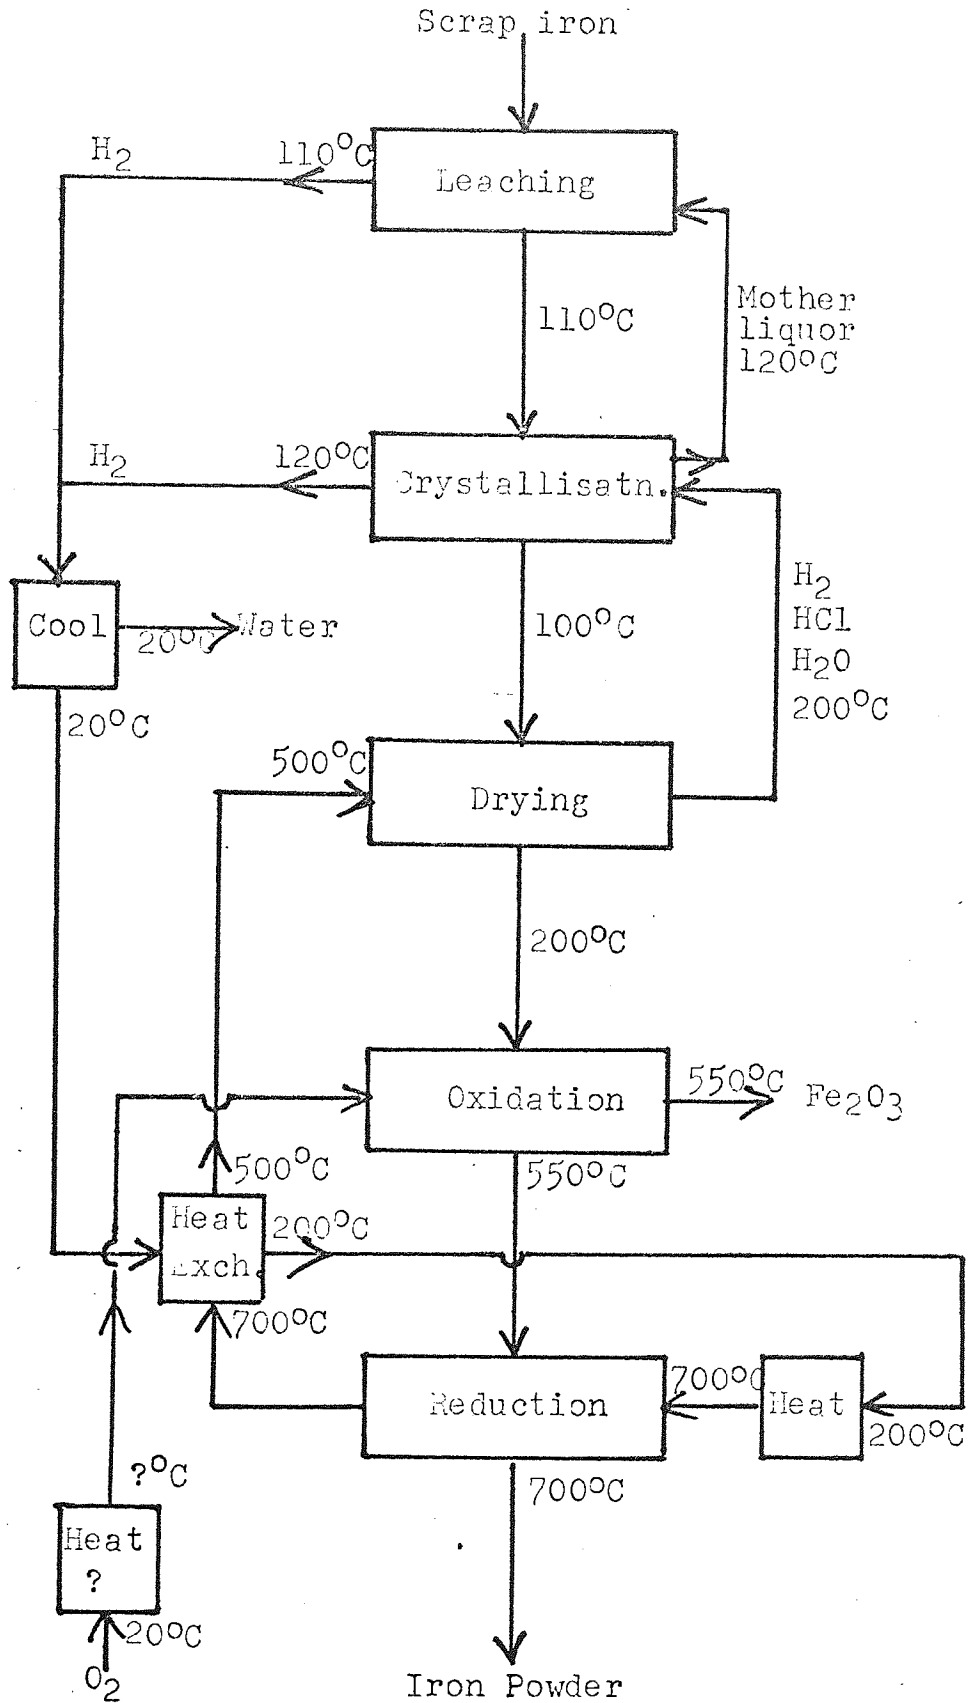 Scrap iron
H2
110°C
Leaching
110°C
Mother
liquor
120°C
H2
120°C
Crystallisatn.
Cool
20°C
Water
100°C
H2
HCl
H2O
200°C
20°C
500°C
Drying
200°C
Oxidation
550°C
Fe2O3
550°C
500°C
Heat
Exch.
200°C
700°C
Reduction
700°C
Heat
200°C
?°C
700°C
Heat
?
20°C
O2
Iron Powder